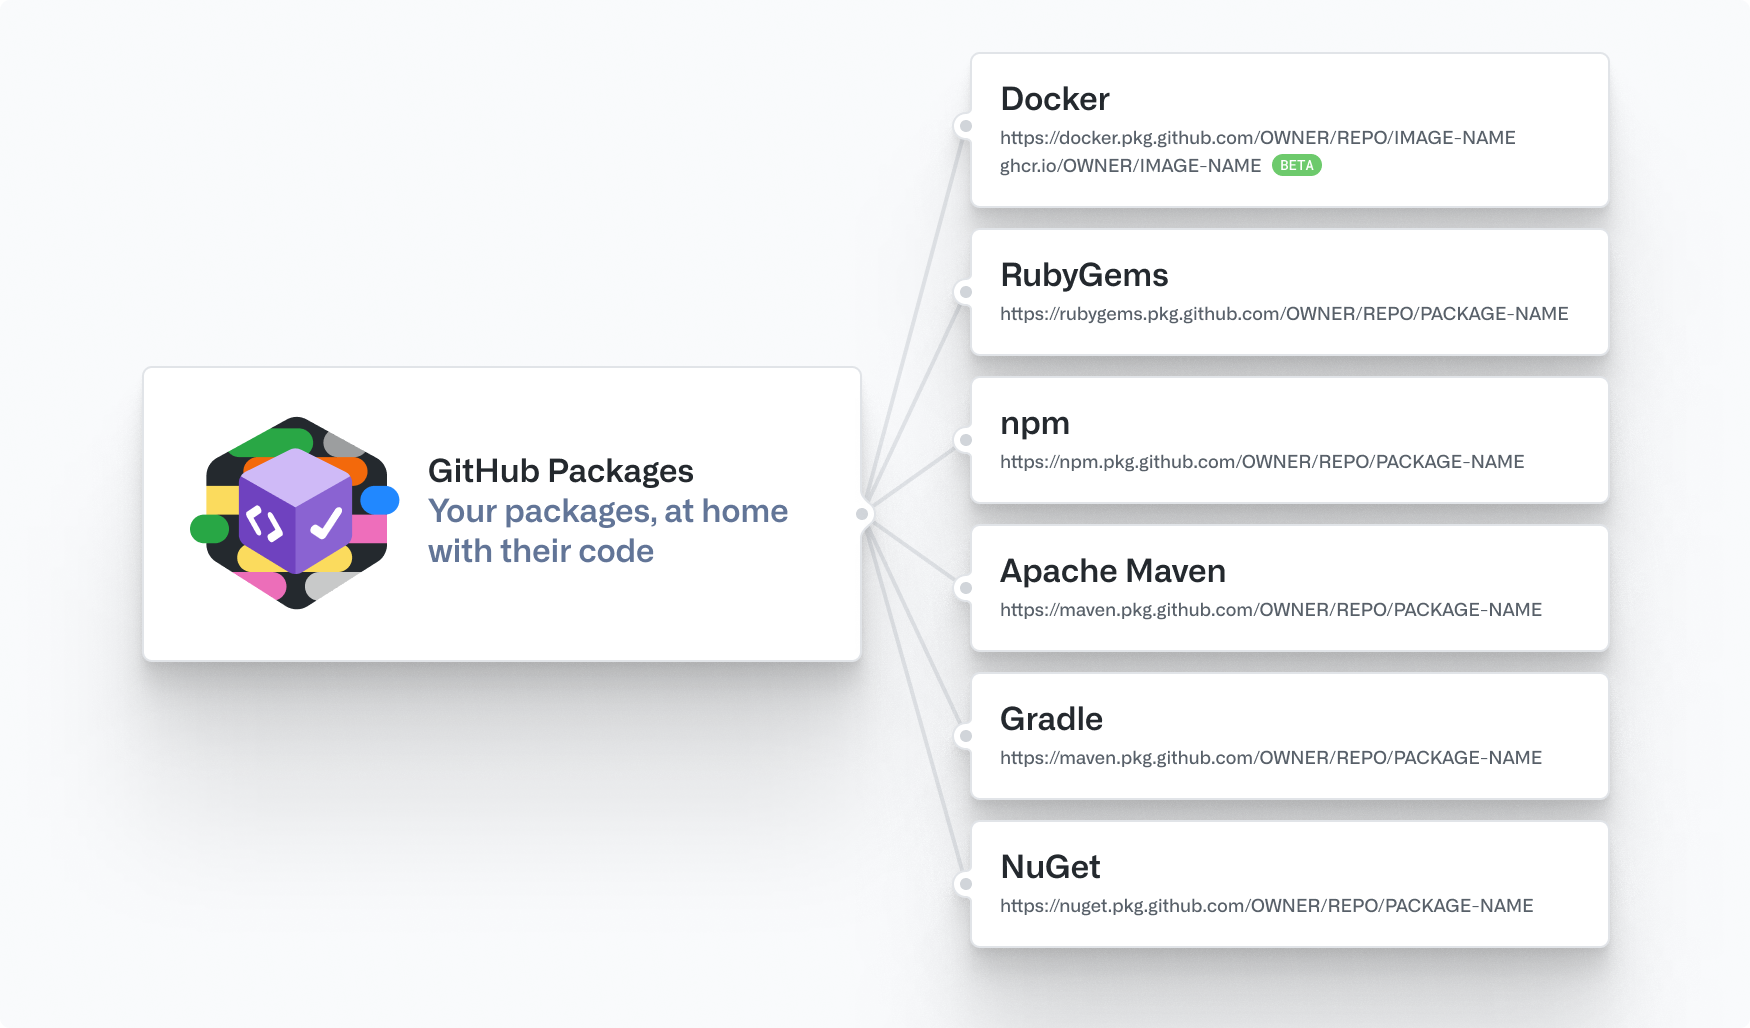 GitHub Packages
Your packages, at home
with their code
Docker
https://docker.pkg.github.com/OWNER/REPO/IMAGE-NAME
ghcr.io/OWNER/IMAGE-NAME BETA
RubyGems
https://rubygems.pkg.github.com/OWNER/REPO/PACKAGE-NAME
npm
https://npm.pkg.github.com/OWNER/REPO/PACKAGE-NAME
Apache Maven
https://maven.pkg.github.com/OWNER/REPO/PACKAGE-NAME
Gradle
https://maven.pkg.github.com/OWNER/REPO/PACKAGE-NAME
NuGet
https://nuget.pkg.github.com/OWNER/REPO/PACKAGE-NAME